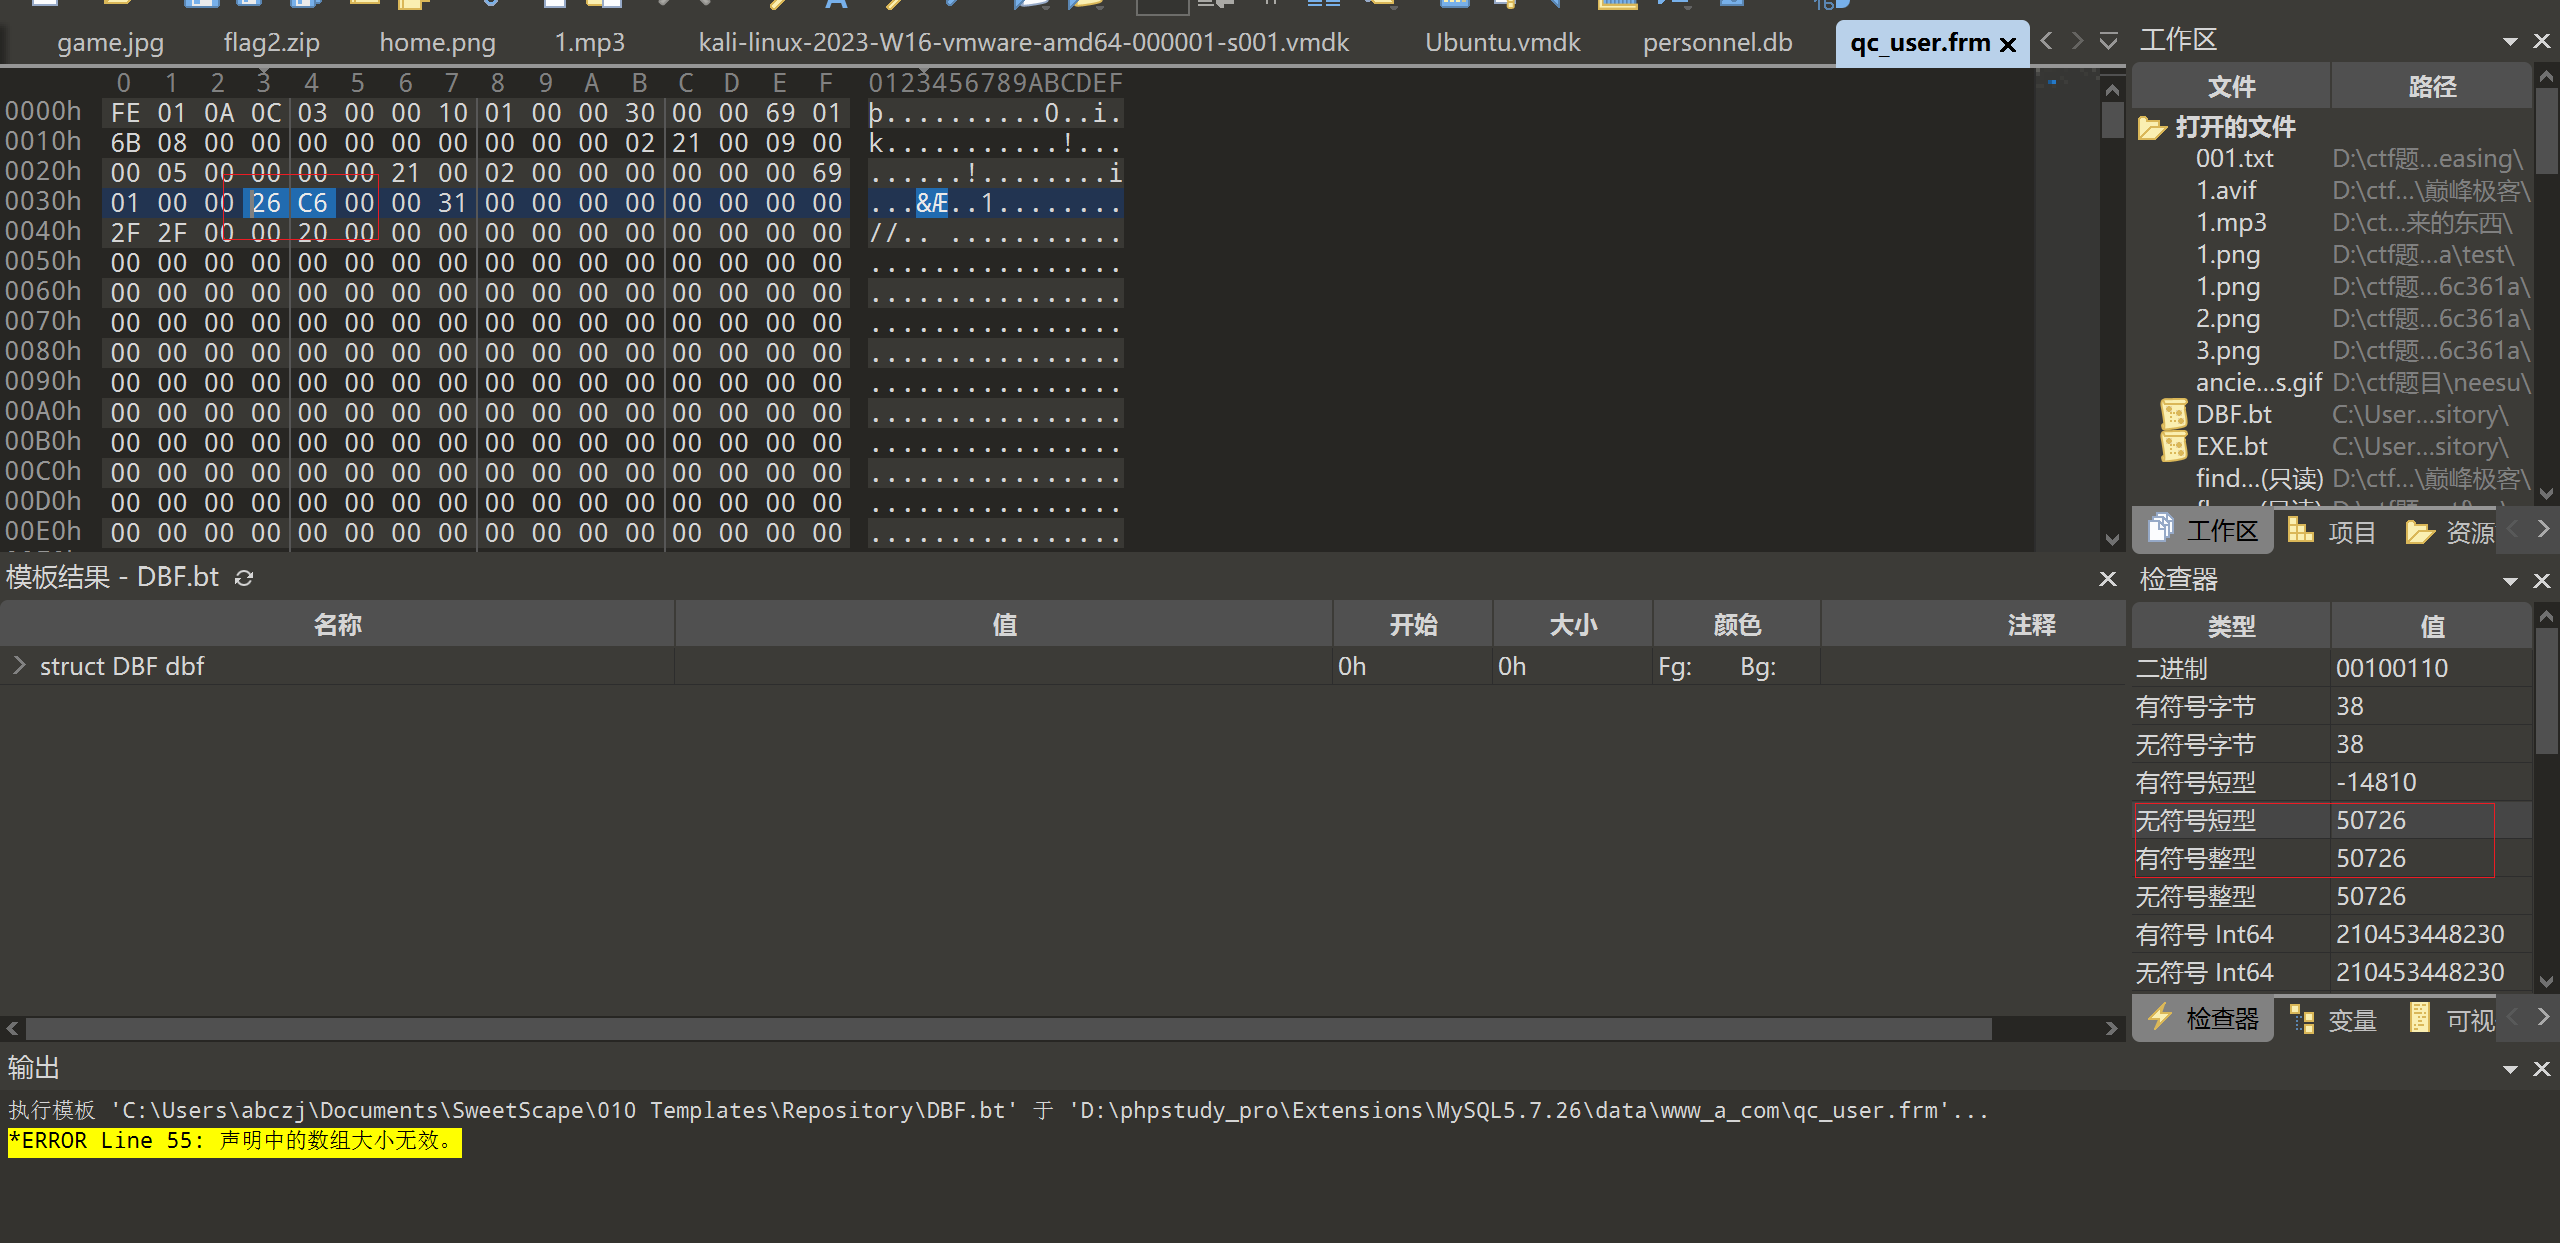 game.jpg flag2.zip home.png 1.mp3 kali-linux-2023-W16-vmware-amd64-000001-s001.vmdk Ubuntu.vmdk personnel.db qc_user.frm
0 1 2 3 4 5 6 7 8 9 A B C D E F 0123456789ABCDEF
0000h FE 01 0A 0C 03 00 00 10 01 00 00 30 00 00 69 01 þ..........0..i.
0010h 6B 08 00 00 00 00 00 00 00 00 00 02 21 00 09 00 k...........!...
0020h 00 05 00 00 00 00 21 00 02 00 00 00 00 00 00 69 ......!........i
0030h 01 00 00 26 C6 00 00 31 00 00 00 00 00 00 00 00 ...&Æ..1........
0040h 2F 2F 00 00 20 00 00 00 00 00 00 00 00 00 00 00 //.. ...........
0050h 00 00 00 00 00 00 00 00 00 00 00 00 00 00 00 00 ................
0060h 00 00 00 00 00 00 00 00 00 00 00 00 00 00 00 00 ................
0070h 00 00 00 00 00 00 00 00 00 00 00 00 00 00 00 00 ................
0080h 00 00 00 00 00 00 00 00 00 00 00 00 00 00 00 00 ................
0090h 00 00 00 00 00 00 00 00 00 00 00 00 00 00 00 00 ................
00A0h 00 00 00 00 00 00 00 00 00 00 00 00 00 00 00 00 ................
00B0h 00 00 00 00 00 00 00 00 00 00 00 00 00 00 00 00 ................
00C0h 00 00 00 00 00 00 00 00 00 00 00 00 00 00 00 00 ................
00D0h 00 00 00 00 00 00 00 00 00 00 00 00 00 00 00 00 ................
00E0h 00 00 00 00 00 00 00 00 00 00 00 00 00 00 00 00 ................
模板结果 - DBF.bt
名称 值 开始 大小 颜色 注释
struct DBF dbf 0h 0h Fg: Bg:
输出
执行模板 'C:\Users\abczj\Documents\SweetScape\010 Templates\Repository\DBF.bt' 于 'D:\phpstudy_pro\Extensions\MySQL5.7.26\data\www_a_com\qc_user.frm'...
*ERROR Line 55: 声明中的数组大小无效。
工作区
文件 路径
打开的文件
001.txt D:\ctf题...easing\
1.avif D:\ctf...\巅峰极客\
1.mp3 D:\ct...来的东西\
1.png D:\ctf题...a\test\
1.png D:\ctf题...6c361a\
2.png D:\ctf题...6c361a\
3.png D:\ctf题...6c361a\
ancie...s.gif D:\ctf题目\neesu\
DBF.bt C:\User...sitory\
EXE.bt C:\User...sitory\
find...(只读) D:\ctf...\巅峰极客\
工作区 项目 资源
检查器
类型 值
二进制 00100110
有符号字节 38
无符号字节 38
有符号短型 -14810
无符号短型 50726
有符号整型 50726
无符号整型 50726
有符号 Int64 210453448230
无符号 Int64 210453448230
检查器 变量 可视